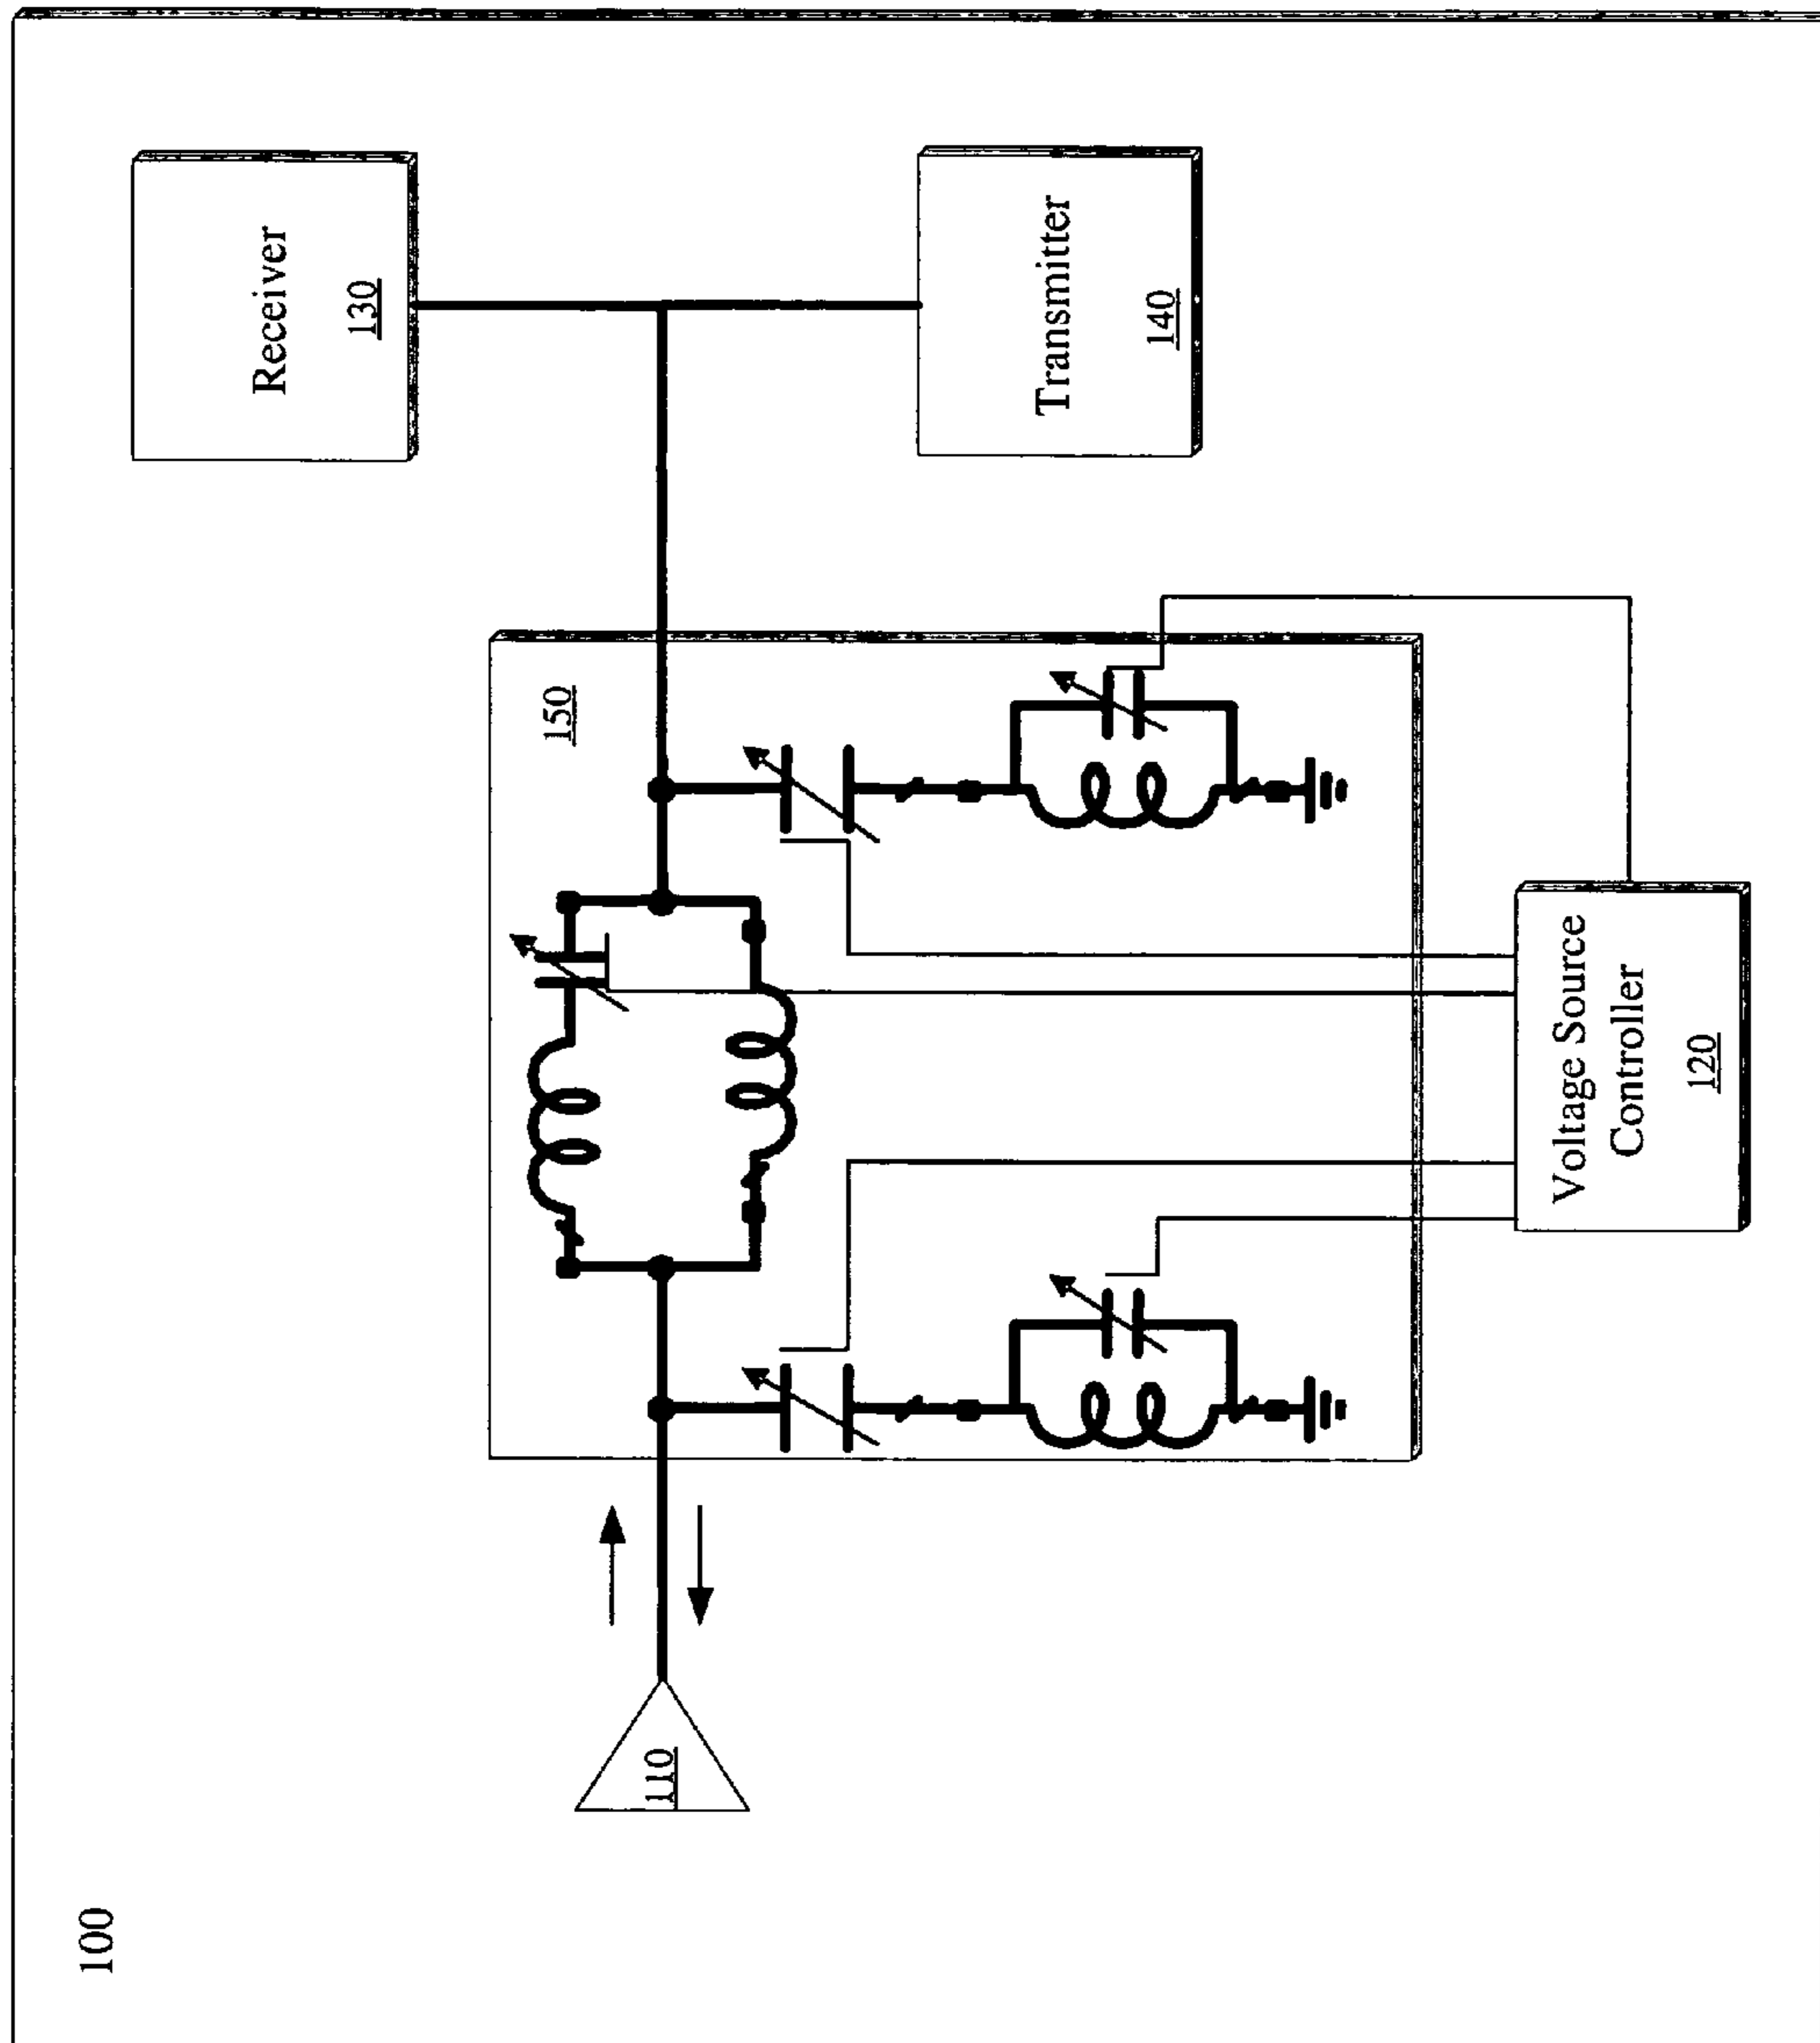 100
Receiver
130
150
110
Transmitter
140
Voltage Source
Controller
120